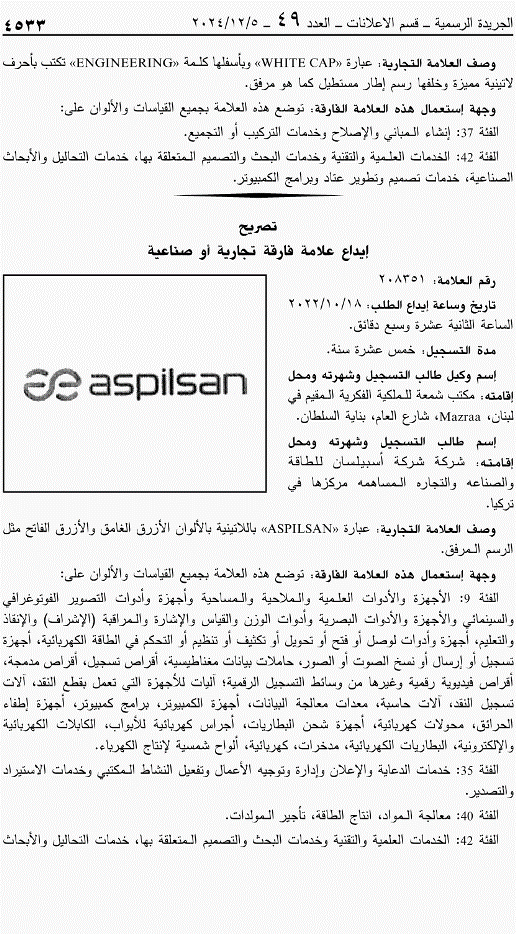 الجريدة الرسمية ــ قسم الاعلانات ــ العدد ٤٩ ــ ٢٠٢٤/١٢/٥
٤٥٣٣
وصف العلامة التجارية: عبارة «WHITE CAP» وبأسفلها كلمة «ENGINEERING» تكتب بأحرف
لاتينية مميزة وخلفها رسم إطار مستطيل كما هو مرفق.
وجهة إستعمال هذه العلامة الفارقة: توضع هذه العلامة بجميع القياسات والألوان على:
الفئة 37: إنشاء المباني والإصلاح وخدمات التركيب أو التجميع.
الفئة 42: الخدمات العلمية والتقنية وخدمات البحث والتصميم المتعلقة بها، خدمات التحاليل والأبحاث
الصناعية، خدمات تصميم وتطوير عتاد وبرامج الكمبيوتر.
تصريح
إيداع علامة فارقة تجارية أو صناعية
رقم العلامة: ٢٠٨٣٥١
تاريخ وساعة إيداع الطلب: ٢٠٢٢/١٠/١٨
الساعة الثانية عشرة وسبع دقائق.
مدة التسجيل: خمس عشرة سنة.
إسم وكيل طالب التسجيل وشهرته ومحل
إقامته: مكتب شمعة للملكية الفكرية المقيم في
لبنان، Mazraa، شارع العام، بناية السلطان.
إسم طالب التسجيل وشهرته ومحل
إقامته: شركة شركة أسبيلسان للطاقة
والصناعه والتجاره المساهمه مركزها في
تركيا.
aspilsan
وصف العلامة التجارية: عبارة «ASPILSAN» باللاتينية بالألوان الأزرق الغامق والأزرق الفاتح مثل
الرسم المرفق.
وجهة إستعمال هذه العلامة الفارقة: توضع هذه العلامة بجميع القياسات والألوان على:
الفئة 9: الأجهزة والأدوات العلمية والملاحية والمساحية وأجهزة وأدوات التصوير الفوتوغرافي
والسينمائي والأجهزة والأدوات البصرية وأدوات الوزن والقياس والإشارة والمراقبة (الإشراف) والإنقاذ
والتعليم، أجهزة وأدوات لوصل أو فتح أو تحويل أو تكثيف أو تنظيم أو التحكم في الطاقة الكهربائية، أجهزة
تسجيل أو إرسال أو نسخ الصوت أو الصور، حاملات بيانات مغناطيسية، أقراص تسجيل، أقراص مدمجة،
أقراص فيديوية رقمية وغيرها من وسائط التسجيل الرقمية؛ آليات للأجهزة التي تعمل بقطع النقد، آلات
تسجيل النقد، آلات حاسبة، معدات معالجة البيانات، أجهزة الكمبيوتر، برامج كمبيوتر، أجهزة إطفاء
الحرائق، محولات كهربائية، أجهزة شحن البطاريات، أجراس كهربائية للأبواب، الكابلات الكهربائية
والإلكترونية، البطاريات الكهربائية، مدخرات، كهربائية، ألواح شمسية لإنتاج الكهرباء.
الفئة 35: خدمات الدعاية والإعلان وإدارة وتوجيه الأعمال وتفعيل النشاط المكتبي وخدمات الاستيراد
والتصدير.
الفئة 40: معالجة المواد، انتاج الطاقة، تأجير المولدات.
الفئة 42: الخدمات العلمية والتقنية وخدمات البحث والتصميم المتعلقة بها، خدمات التحاليل والأبحاث